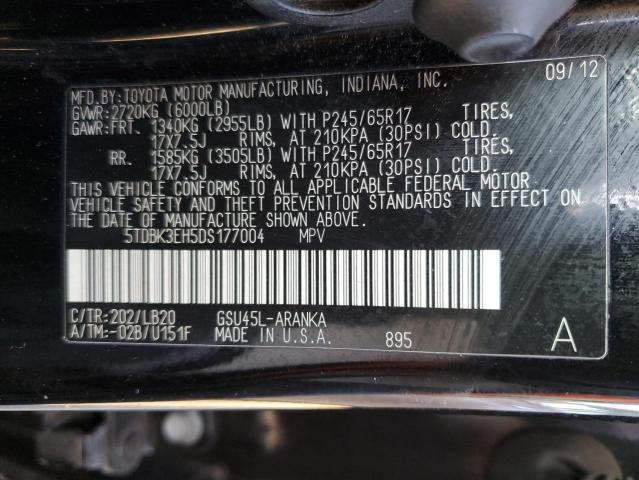 09/12
MFD.BY:TOYOTA MOTOR MANUFACTURING, INDIANA, INC.
GVWR:2720KG (6000LB)
GAWR:FRT. 1340KG (2955LB) WITH P245/65R17 TIRES,
17X7.5J RIMS, AT 210KPA (30PSI) COLD.
RR. 1585KG (3505LB) WITH P245/65R17 TIRES,
17X7.5J RIMS, AT 210KPA (30PSI) COLD.
THIS VEHICLE CONFORMS TO ALL APPLICABLE FEDERAL MOTOR
VEHICLE SAFETY AND THEFT PREVENTION STANDARDS IN EFFECT ON
THE DATE OF MANUFACTURE SHOWN ABOVE.
5TDBK3EH5DS177004 MPV
C/TR:202/LB20 GSU45L-ARANKA
A/TM:-02B/U151F MADE IN U.S.A. 895 A